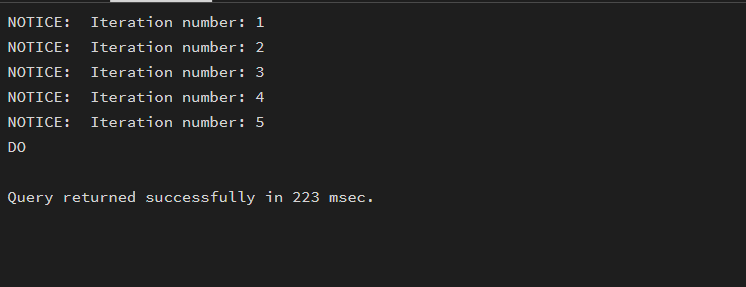 NOTICE:  Iteration number: 1
NOTICE:  Iteration number: 2
NOTICE:  Iteration number: 3
NOTICE:  Iteration number: 4
NOTICE:  Iteration number: 5
DO
Query returned successfully in 223 msec.